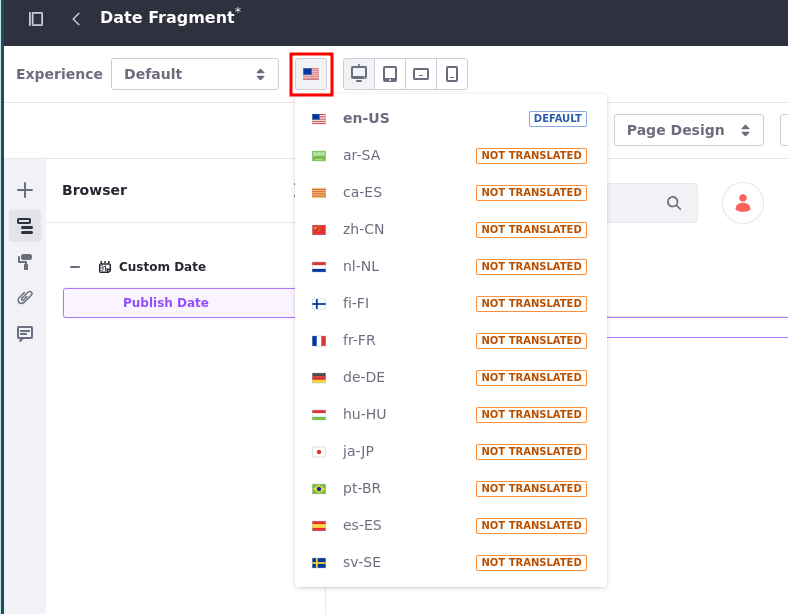 Date Fragment*
Experience
Default
en-US DEFAULT
ar-SA NOT TRANSLATED
ca-ES NOT TRANSLATED
zh-CN NOT TRANSLATED
nl-NL NOT TRANSLATED
fi-FI NOT TRANSLATED
fr-FR NOT TRANSLATED
de-DE NOT TRANSLATED
hu-HU NOT TRANSLATED
ja-JP NOT TRANSLATED
pt-BR NOT TRANSLATED
es-ES NOT TRANSLATED
sv-SE NOT TRANSLATED
Page Design
Browser
Custom Date
Publish Date